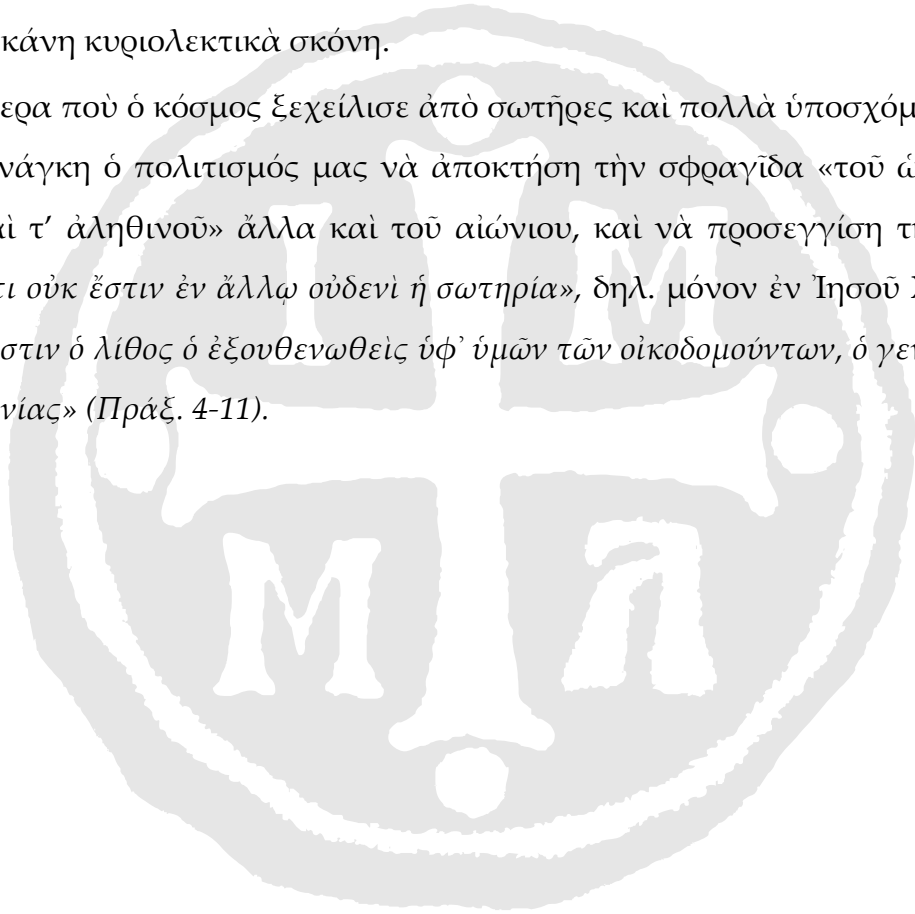 κάνη κυριολεκτικὰ σκόνη.
ερα ποὺ ὁ κόσμος ξεχείλισε ἀπὸ σωτῆρες καὶ πολλὰ ὑποσχόμ
νάγκη ὁ πολιτισμός μας νὰ ἀποκτήση τὴν σφραγῖδα «τοῦ ὡ
ὶ τ’ ἀληθινοῦ» ἄλλα καὶ τοῦ αἰώνιου, καὶ νὰ προσεγγίση τ
τι οὐκ ἔστιν ἐν ἄλλῳ οὐδενὶ ἡ σωτηρία», δηλ. μόνον ἐν Ἰησοῦ
στιν ὁ λίθος ὁ ἐξουθενωθεὶς ὑφ᾽ ὑμῶν τῶν οἰκοδομούντων, ὁ γεν
νίας» (Πράξ. 4-11).
Ι Μ
Μ Λ